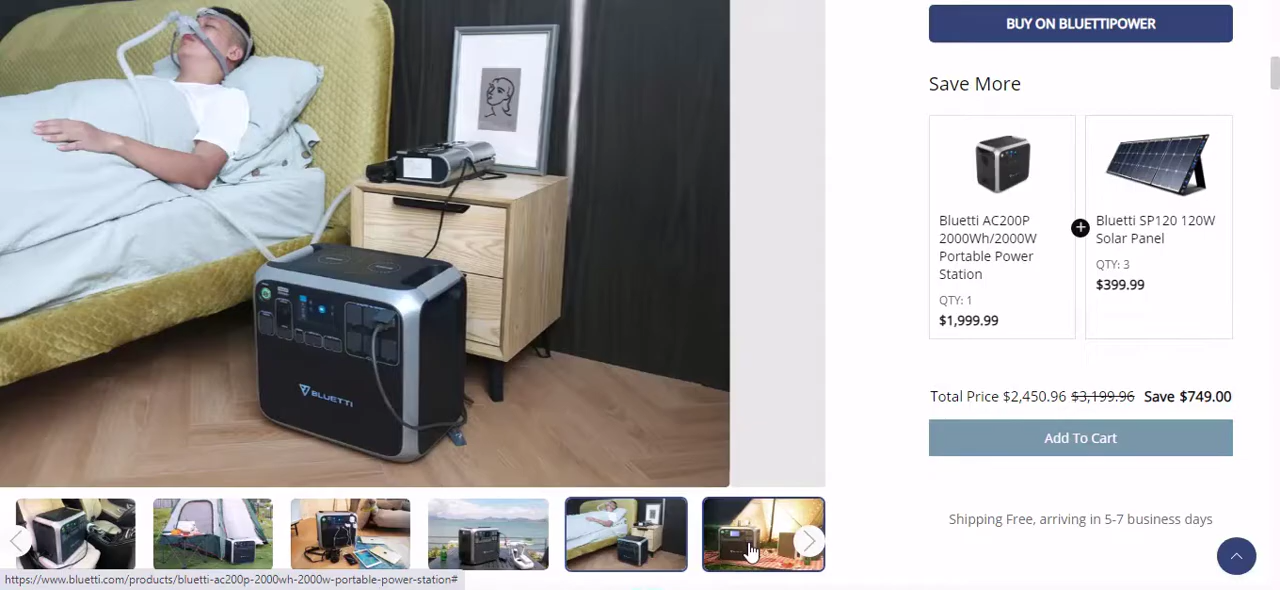 BUY ON BLUETTIPOWER
Save More
Bluetti AC200P
2000Wh/2000W
Portable Power
Station
QTY: 1
$1,999.99
+
Bluetti SP120 120W
Solar Panel
QTY: 3
$399.99
Total Price $2,450.96 $3,199.96 Save $749.00
Add To Cart
Shipping Free, arriving in 5-7 business days
BLUETTI
https://www.bluetti.com/products/bluetti-ac200p-2000wh-2000w-portable-power-station#